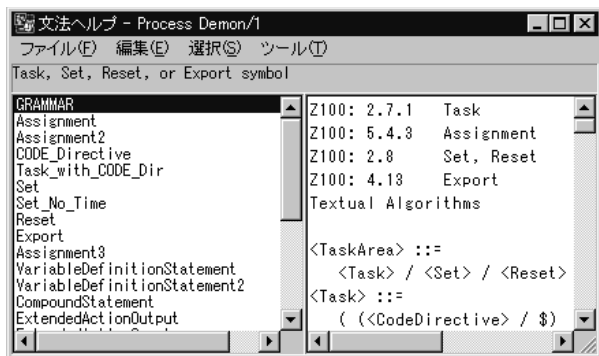 文法ヘルプ - Process Demon/1
ファイル(F) 編集(E) 選択(S) ツール(T)
Task, Set, Reset, or Export symbol
GRAMMAR
Assignment
Assignment2
CODE_Directive
Task_with_CODE_Dir
Set
Set_No_Time
Reset
Export
Assignment3
VariableDefinitionStatement
VariableDefinitionStatement2
CompoundStatement
ExtendedActionOutput
Z100: 2.7.1 Task
Z100: 5.4.3 Assignment
Z100: 2.8 Set, Reset
Z100: 4.13 Export
Textual Algorithms
<TaskArea> ::=
<Task> / <Set> / <Reset>
<Task> ::=
( (<CodeDirective> / $)